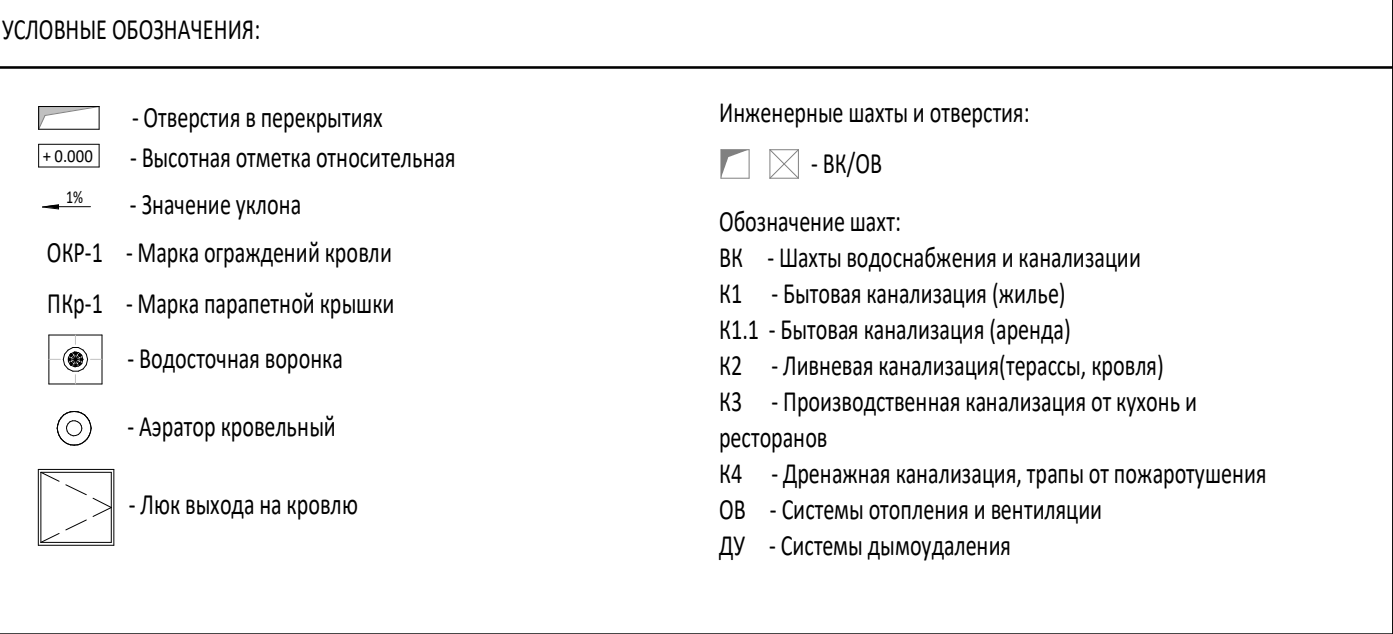 УСЛОВНЫЕ ОБОЗНАЧЕНИЯ:
- Отверстия в перекрытиях
+ 0.000 - Высотная отметка относительная
1% - Значение уклона
ОКР-1 - Марка ограждений кровли
ПКр-1 - Марка парапетной крышки
- Водосточная воронка
- Аэратор кровельный
- Люк выхода на кровлю
Инженерные шахты и отверстия:
- ВК/ОВ
Обозначение шахт:
ВК - Шахты водоснабжения и канализации
К1 - Бытовая канализация (жилье)
К1.1 - Бытовая канализация (аренда)
К2 - Ливневая канализация(терассы, кровля)
К3 - Производственная канализация от кухонь и
ресторанов
К4 - Дренажная канализация, трапы от пожаротушения
ОВ - Системы отопления и вентиляции
ДУ - Системы дымоудаления